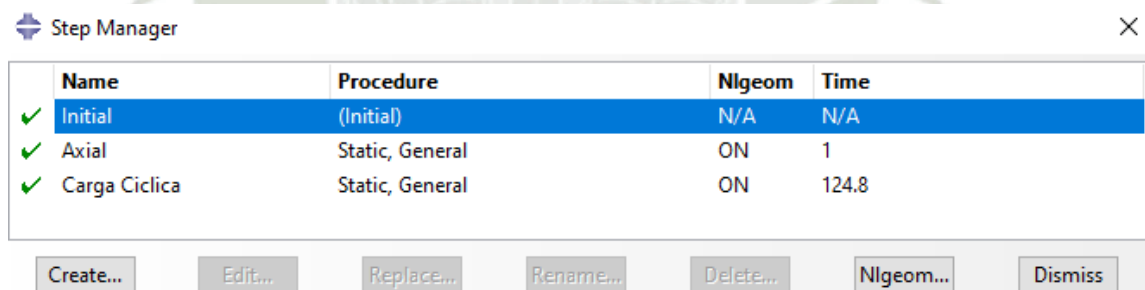 Step Manager
Name Procedure Nlgeom Time
Initial (Initial) N/A N/A
Axial Static, General ON 1
Carga Ciclica Static, General ON 124.8
Create... Edit... Replace... Rename... Delete... Nlgeom... Dismiss